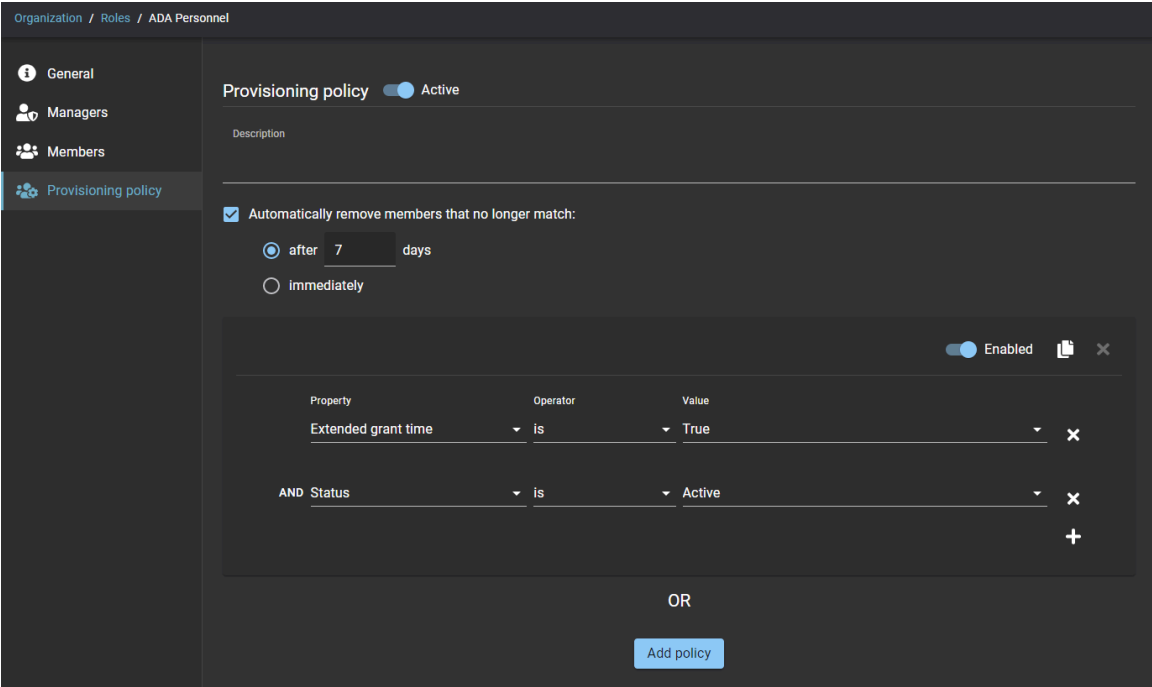 Organization / Roles / ADA Personnel
General
Managers
Members
Provisioning policy
Provisioning policy Active
Description
Automatically remove members that no longer match:
after 7 days
immediately
Enabled
Property Operator Value
Extended grant time is True
AND Status is Active
OR
Add policy